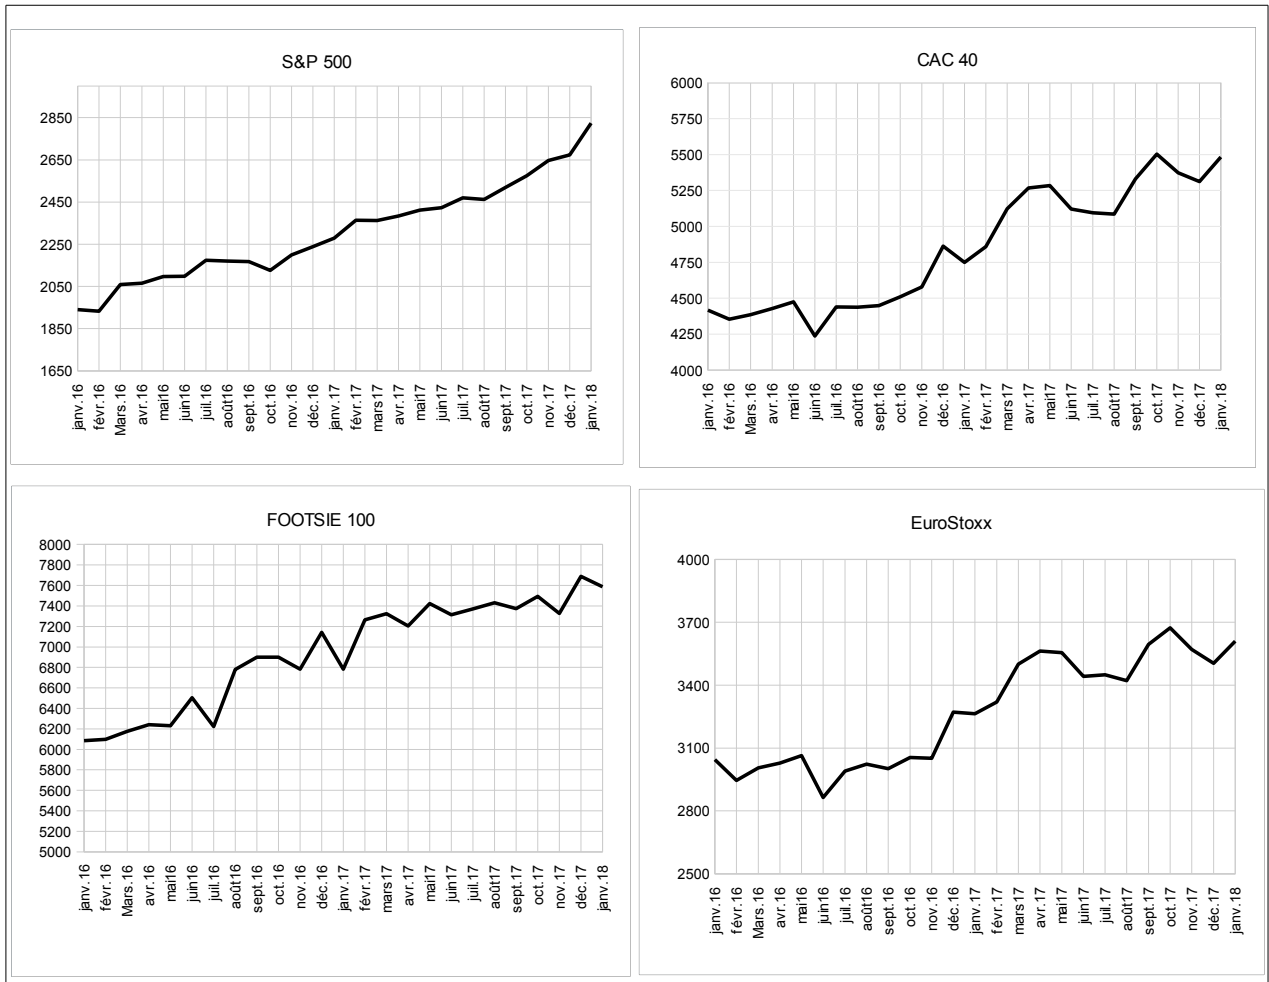 S&P 500
2850
2650
2450
2250
2050
1850
1650
janv.16
févr.16
Mars.16
avr.16
mai16
juin16
juil.16
août16
sept.16
oct.16
nov.16
déc.16
janv.17
févr.17
mars17
avr.17
mai17
juin17
juil.17
août17
sept.17
oct.17
nov.17
déc.17
janv.18
CAC 40
6000
5750
5500
5250
5000
4750
4500
4250
4000
janv.16
févr.16
Mars.16
avr.16
mai16
juin16
juil.16
août16
sept.16
oct.16
nov.16
déc.16
janv.17
févr.17
mars17
avr.17
mai17
juin17
juil.17
août17
sept.17
oct.17
nov.17
déc.17
janv.18
FOOTSIE 100
8000
7800
7600
7400
7200
7000
6800
6600
6400
6200
6000
5800
5600
5400
5200
5000
janv.16
févr.16
Mars.16
avr.16
mai16
juin16
juil.16
août16
sept.16
oct.16
nov.16
déc.16
janv.17
févr.17
mars17
avr.17
mai17
juin17
juil.17
août17
sept.17
oct.17
nov.17
déc.17
janv.18
EuroStoxx
4000
3700
3400
3100
2800
2500
janv.16
févr.16
Mars.16
avr.16
mai16
juin16
juil.16
août16
sept.16
oct.16
nov.16
déc.16
janv.17
févr.17
mars17
avr.17
mai17
juin17
juil.17
août17
sept.17
oct.17
nov.17
déc.17
janv.18